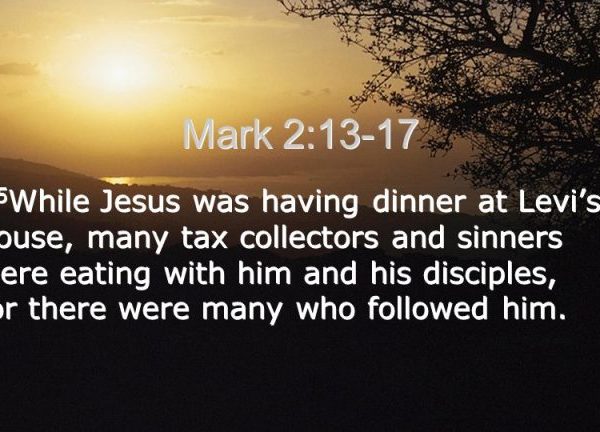 Mark 2:13-17
⁵While Jesus was having dinner at Levi’s
ouse, many tax collectors and sinners
ere eating with him and his disciples,
or there were many who followed him.